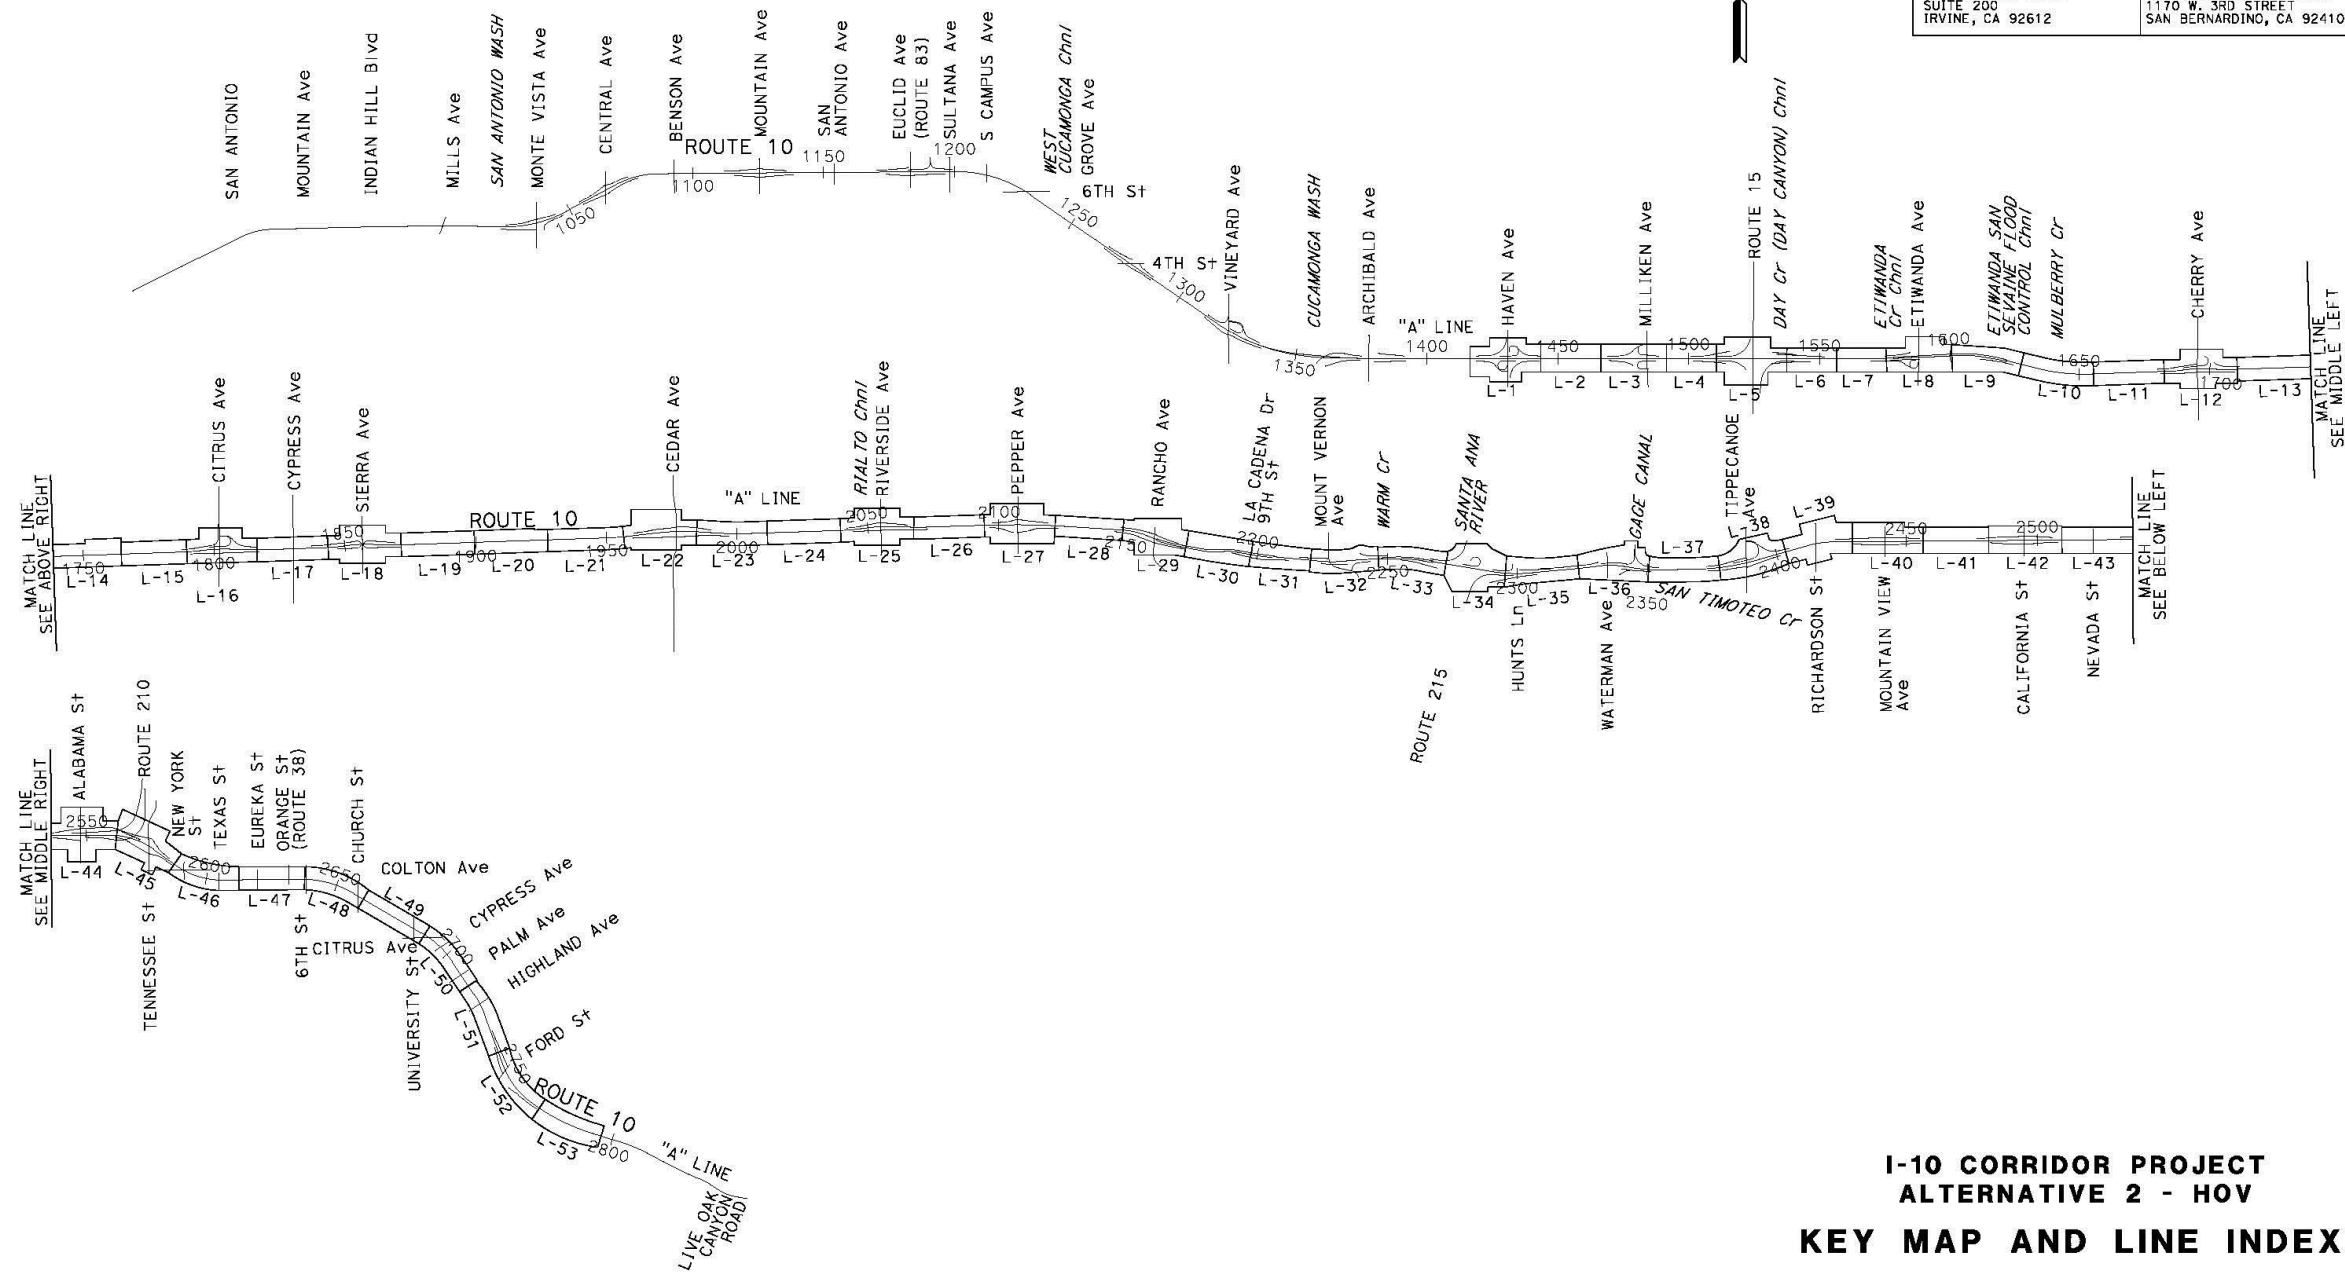 SUITE 200
IRVINE, CA 92612
1170 W. 3RD STREET
SAN BERNARDINO, CA 92410
SAN ANTONIO
MOUNTAIN Ave
INDIAN HILL Blvd
MILLS Ave
SAN ANTONIO WASH
MONTE VISTA Ave
CENTRAL Ave
BENSON Ave
MOUNTAIN Ave
SAN
ANTONIO Ave
EUCLID Ave
(ROUTE 83)
SULTANA Ave
S CAMPUS Ave
WEST
CUCAMONGA Chnl
GROVE Ave
ROUTE 10
1050
1100
1150
1200
6TH St
1250
4TH St
1300
VINEYARD Ave
CUCAMONGA WASH
1350
ARCHIBALD Ave
"A" LINE
1400
HAVEN Ave
1450
MILLIKEN Ave
1500
ROUTE 15
DAY Cr (DAY CANYON) Chnl
1550
ETIWANDA
Cr Chnl
ETIWANDA Ave
1600
ETIWANDA SAN
SEVAINE FLOOD
CONTROL Chnl
MULBERRY Cr
1650
CHERRY Ave
1700
MATCH LINE
SEE MIDDLE LEFT
L-1
L-2
L-3
L-4
L-5
L-6
L-7
L-8
L-9
L-10
L-11
L-12
L-13
MATCH LINE
SEE ABOVE RIGHT
1750
CITRUS Ave
1800
CYPRESS Ave
SIERRA Ave
1850
ROUTE 10
1900
1950
CEDAR Ave
2000
"A" LINE
RIALTO Chnl
RIVERSIDE Ave
2050
PEPPER Ave
2100
RANCHO Ave
2150
LA CADENA Dr
9TH St
2200
MOUNT VERNON
Ave
WARM Cr
2250
SANTA ANA
RIVER
2300
GAGE CANAL
2350
SAN TIMOTEO Cr
TIPPECANOE
Ave
2400
2450
2500
MATCH LINE
SEE BELOW LEFT
L-14
L-15
L-16
L-17
L-18
L-19
L-20
L-21
L-22
L-23
L-24
L-25
L-26
L-27
L-28
L-29
L-30
L-31
L-32
L-33
L-34
L-35
L-36
L-37
L-38
L-39
L-40
L-41
L-42
L-43
ROUTE 215
HUNTS Ln
WATERMAN Ave
RICHARDSON St
MOUNTAIN VIEW
Ave
CALIFORNIA St
NEVADA St
MATCH LINE
SEE MIDDLE RIGHT
ALABAMA St
2550
ROUTE 210
NEW YORK
St
TEXAS St
2600
EUREKA St
ORANGE St
(ROUTE 38)
CHURCH St
2650
COLTON Ave
CYPRESS Ave
PALM Ave
HIGHLAND Ave
2700
FORD St
2750
ROUTE 10
L-44
L-45
L-46
L-47
L-48
L-49
L-50
L-51
L-52
L-53
TENNESSEE St
6TH St
CITRUS Ave
UNIVERSITY St
2800
"A" LINE
LIVE OAK
CANYON
ROAD
I-10 CORRIDOR PROJECT
ALTERNATIVE 2 - HOV
KEY MAP AND LINE INDEX